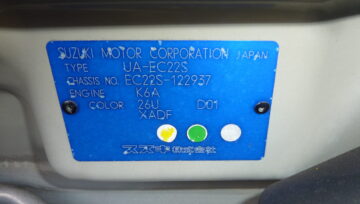 SUZUKI MOTOR CORPORATION JAPAN
TYPE UA-EC22S
CHASSIS NO. EC22S-122937
ENGINE K6A
COLOR 26U D01
XADF
スズキ株式会社